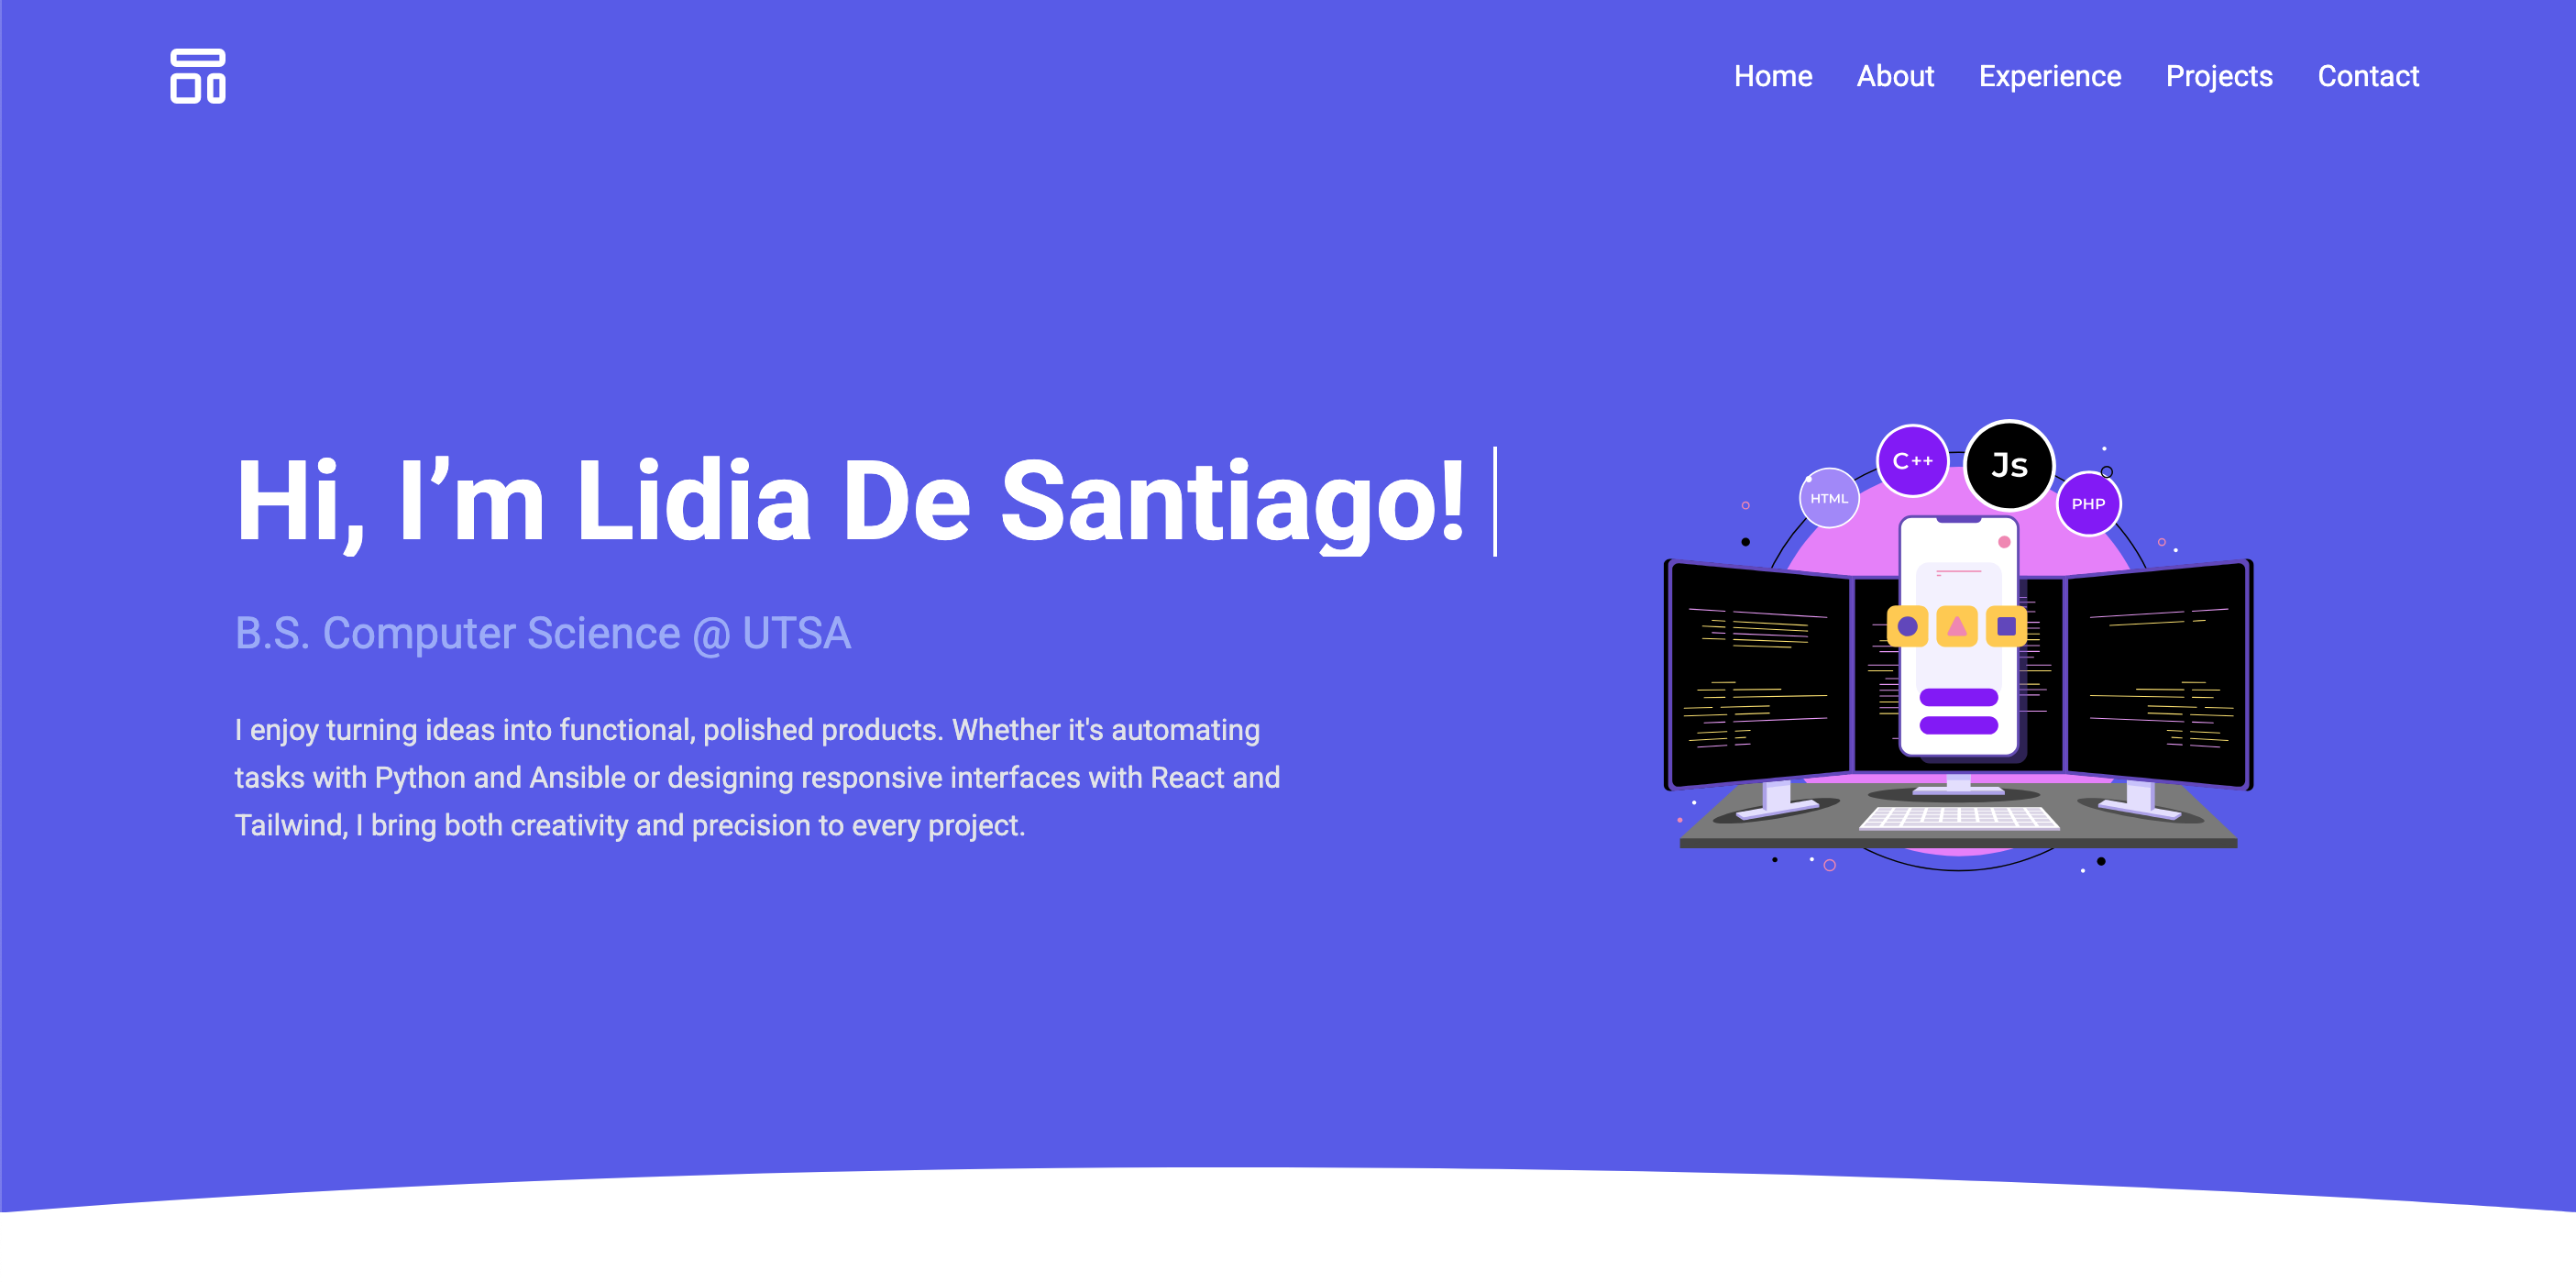 Home About Experience Projects Contact
Hi, I’m Lidia De Santiago!
B.S. Computer Science @ UTSA
I enjoy turning ideas into functional, polished products. Whether it's automating
tasks with Python and Ansible or designing responsive interfaces with React and
Tailwind, I bring both creativity and precision to every project.
HTML
C++
Js
PHP